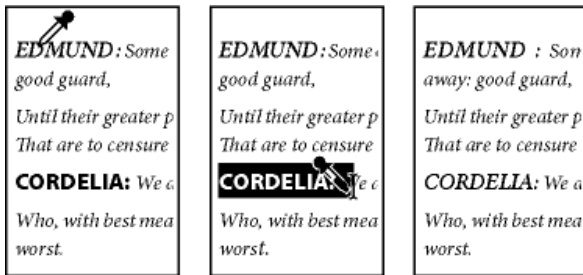 EDMUND: Some
good guard,
Until their greater p
That are to censure
CORDELIA: We a
Who, with best mea
worst.
EDMUND: Some
good guard,
Until their greater p
That are to censure
CORDELIA:
Who, with best mea
worst.
EDMUND : Som
away: good guard,
Until their greater p
That are to censure
CORDELIA: We a
Who, with best mea
worst.